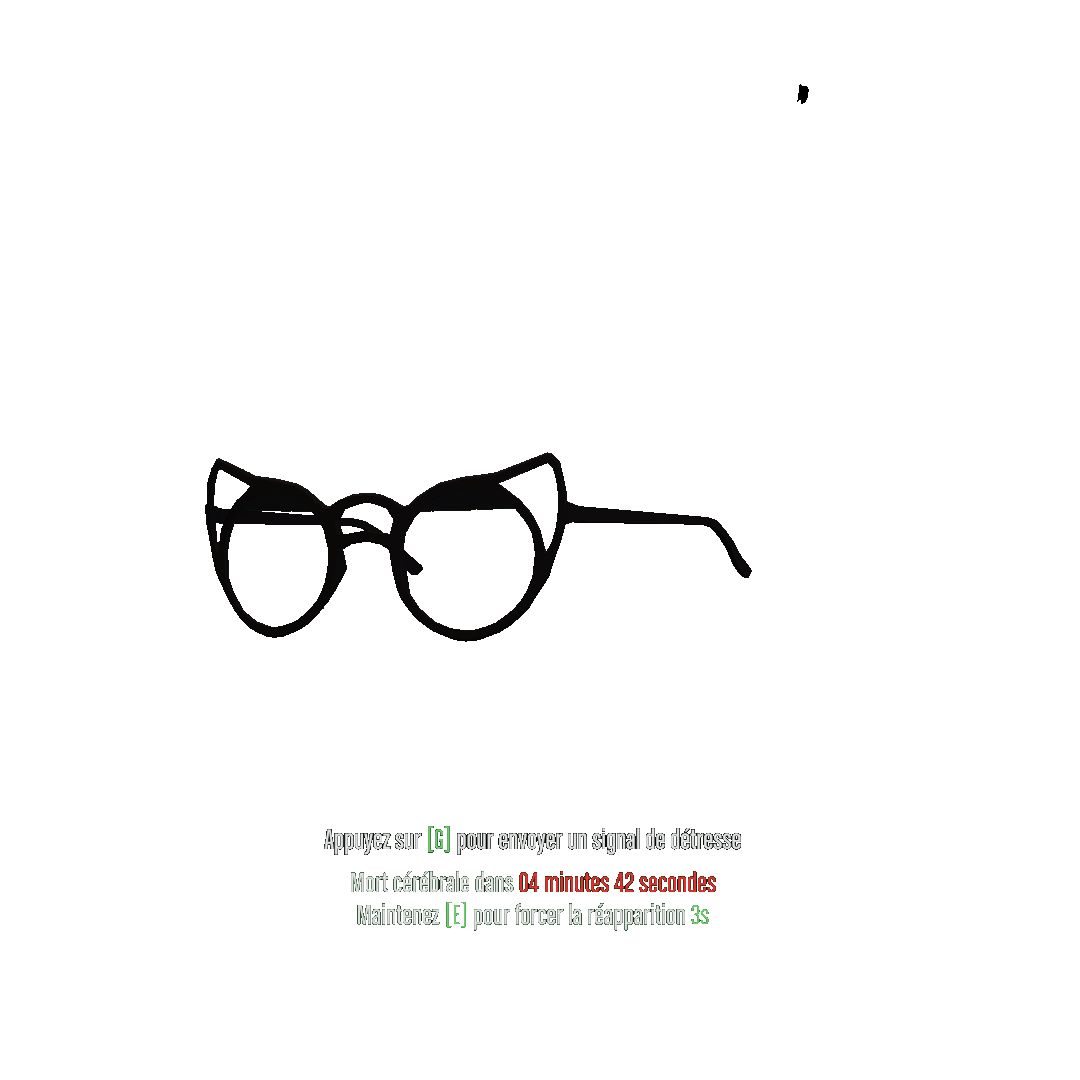 Appuyez sur [G] pour envoyer un signal de détresse
Mort cérébrale dans 04 minutes 42 secondes
Maintenez [E] pour forcer la réapparition 3s